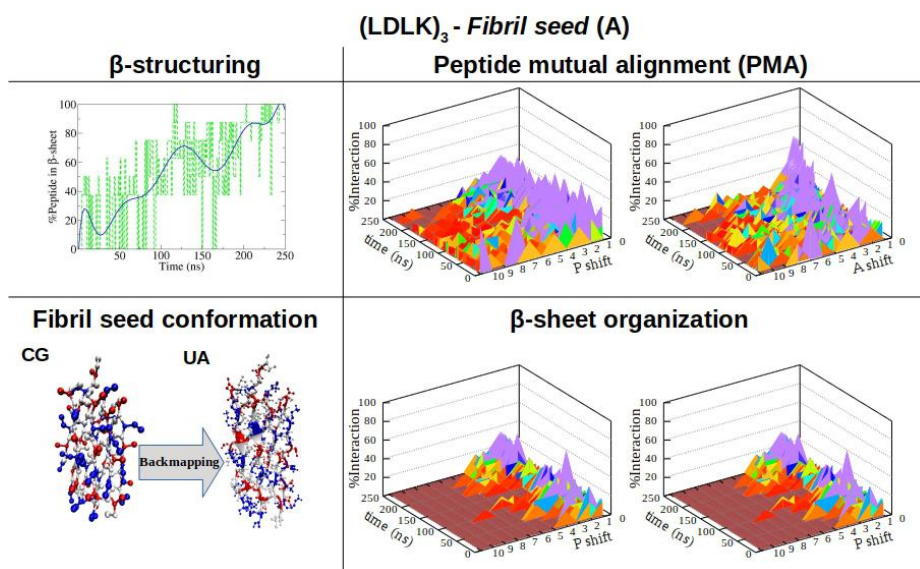 (LDLK)3 - Fibril seed (A)
β-structuring
Peptide mutual alignment (PMA)
%Peptide in β-sheet
100
80
60
40
20
0
50
100
150
200
250
Time (ns)
%Interaction
100
80
60
40
20
250
200
150
100
50
0
time (ns)
10 9 8 7 6 5 4 3 2 1 0
P shift
%Interaction
100
80
60
40
20
250
200
150
100
50
0
time (ns)
10 9 8 7 6 5 4 3 2 1 0
A shift
Fibril seed conformation
CG
UA
Backmapping
β-sheet organization
%Interaction
100
80
60
40
20
250
200
150
100
50
0
time (ns)
10 9 8 7 6 5 4 3 2 1 0
P shift
%Interaction
100
80
60
40
20
250
200
150
100
50
0
time (ns)
10 9 8 7 6 5 4 3 2 1 0
P shift